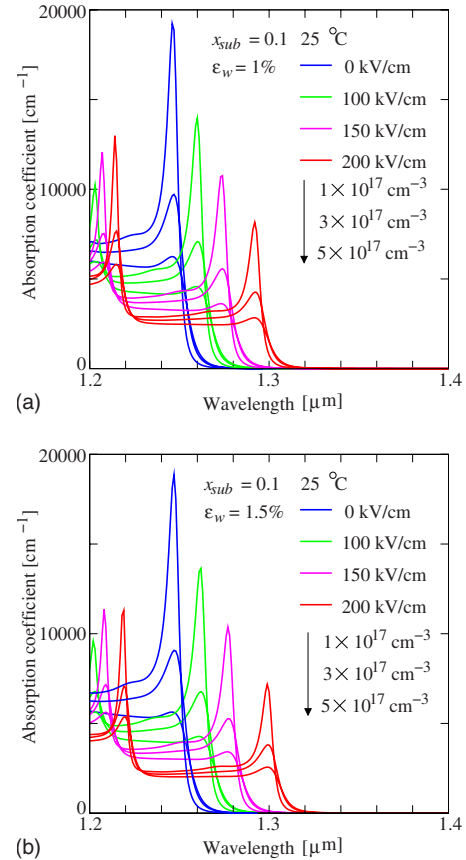 20000
x_sub = 0.1 25 °C
ε_w = 1%
0 kV/cm
100 kV/cm
150 kV/cm
200 kV/cm
1 × 10^17 cm^−3
3 × 10^17 cm^−3
5 × 10^17 cm^−3
10000
0
Absorption coefficient [cm^−1]
1.2 1.3 1.4
Wavelength [μm]
(a)
20000
x_sub = 0.1 25 °C
ε_w = 1.5%
0 kV/cm
100 kV/cm
150 kV/cm
200 kV/cm
1 × 10^17 cm^−3
3 × 10^17 cm^−3
5 × 10^17 cm^−3
10000
0
Absorption coefficient [cm^−1]
1.2 1.3 1.4
Wavelength [μm]
(b)